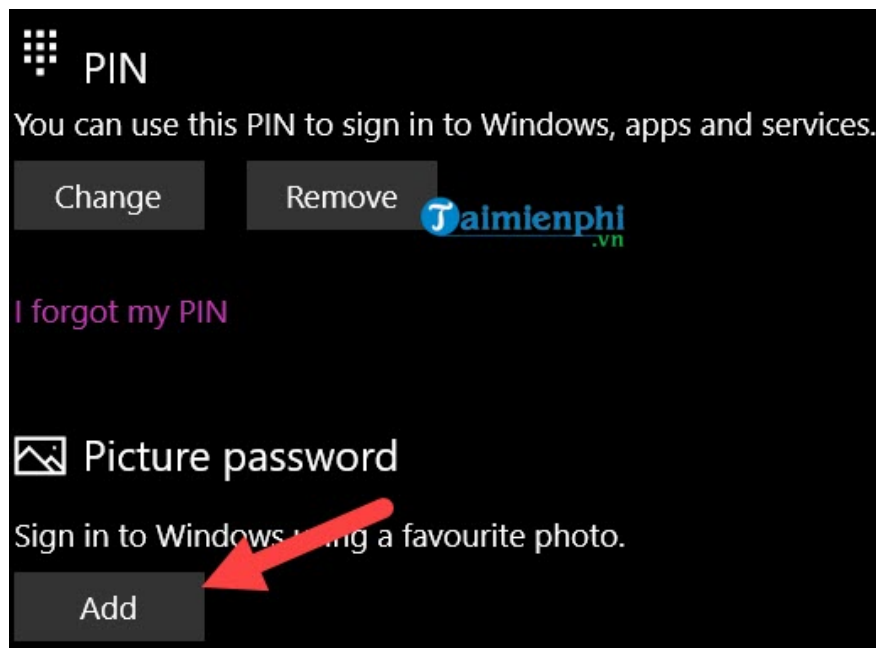 PIN
You can use this PIN to sign in to Windows, apps and services.
Change Remove
Taimienphi
.vn
I forgot my PIN
Picture password
Sign in to Windows using a favourite photo.
Add